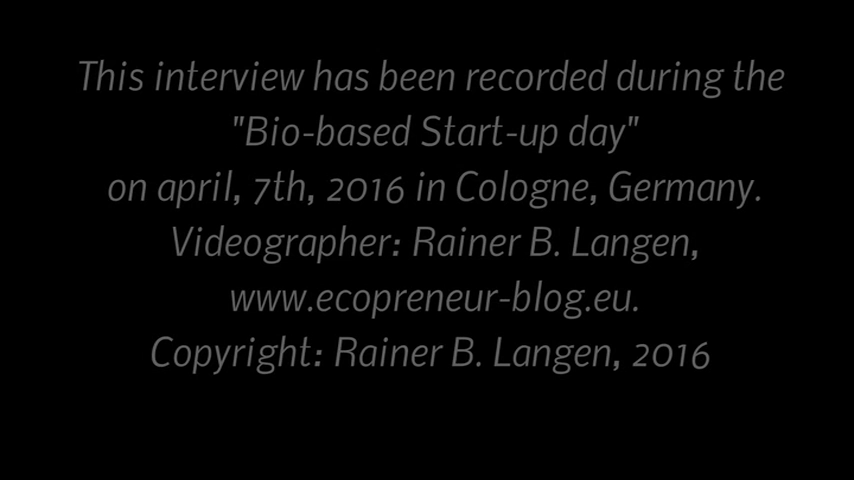 This interview has been recorded during the
"Bio-based Start-up day"
on april, 7th, 2016 in Cologne, Germany.
Videographer: Rainer B. Langen,
www.ecopreneur-blog.eu.
Copyright: Rainer B. Langen, 2016